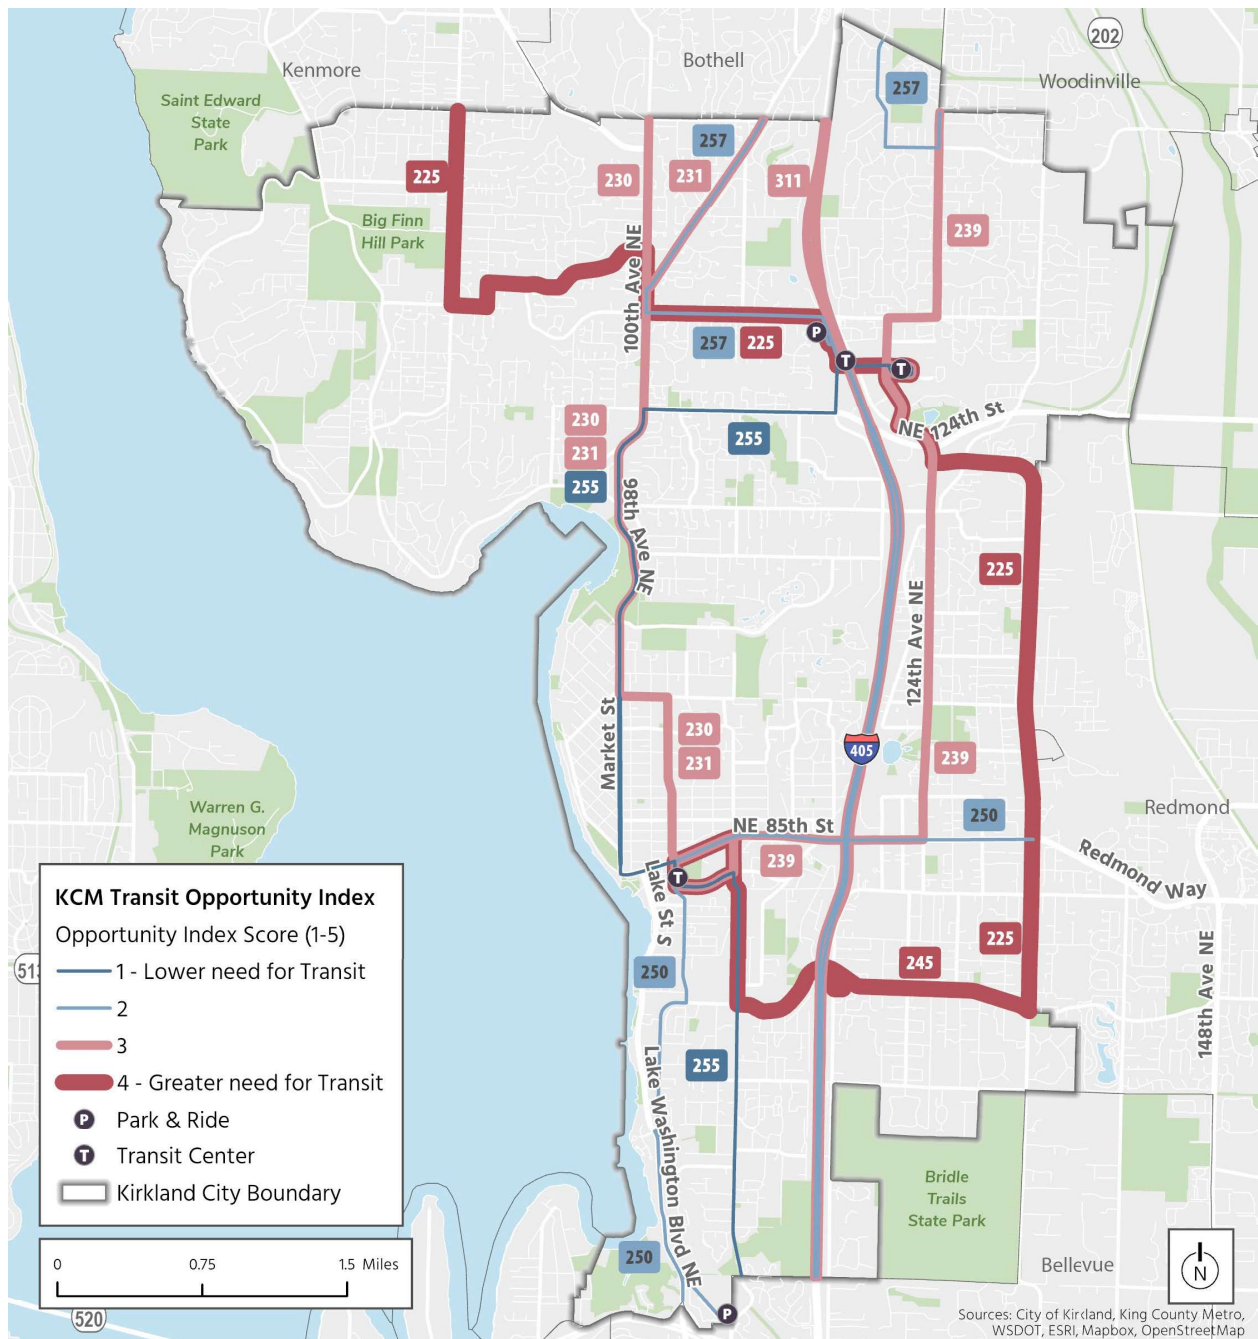 202
Kenmore
Bothell
Woodinville
Saint Edward
State
Park
257
257
225
230
231
311
Big Finn
Hill Park
239
100th Ave NE
P
257
225
T
T
230
NE 124th St
255
231
255
98th Ave NE
225
124th Ave NE
Market St
230
231
405
239
Warren G.
Magnuson
Park
Redmond
250
NE 85th St
239
Redmond Way
T
Lake St S
KCM Transit Opportunity Index
Opportunity Index Score (1-5)
1 - Lower need for Transit
2
3
4 - Greater need for Transit
P
Park & Ride
T
Transit Center
Kirkland City Boundary
513
225
245
250
148th Ave NE
255
Lake Washington Blvd NE
Bridle
Trails
State Park
250
Bellevue
0
0.75
1.5 Miles
N
P
520
Sources: City of Kirkland, King County Metro,
WSDOT, ESRI, Mapbox, OpenStreetMap